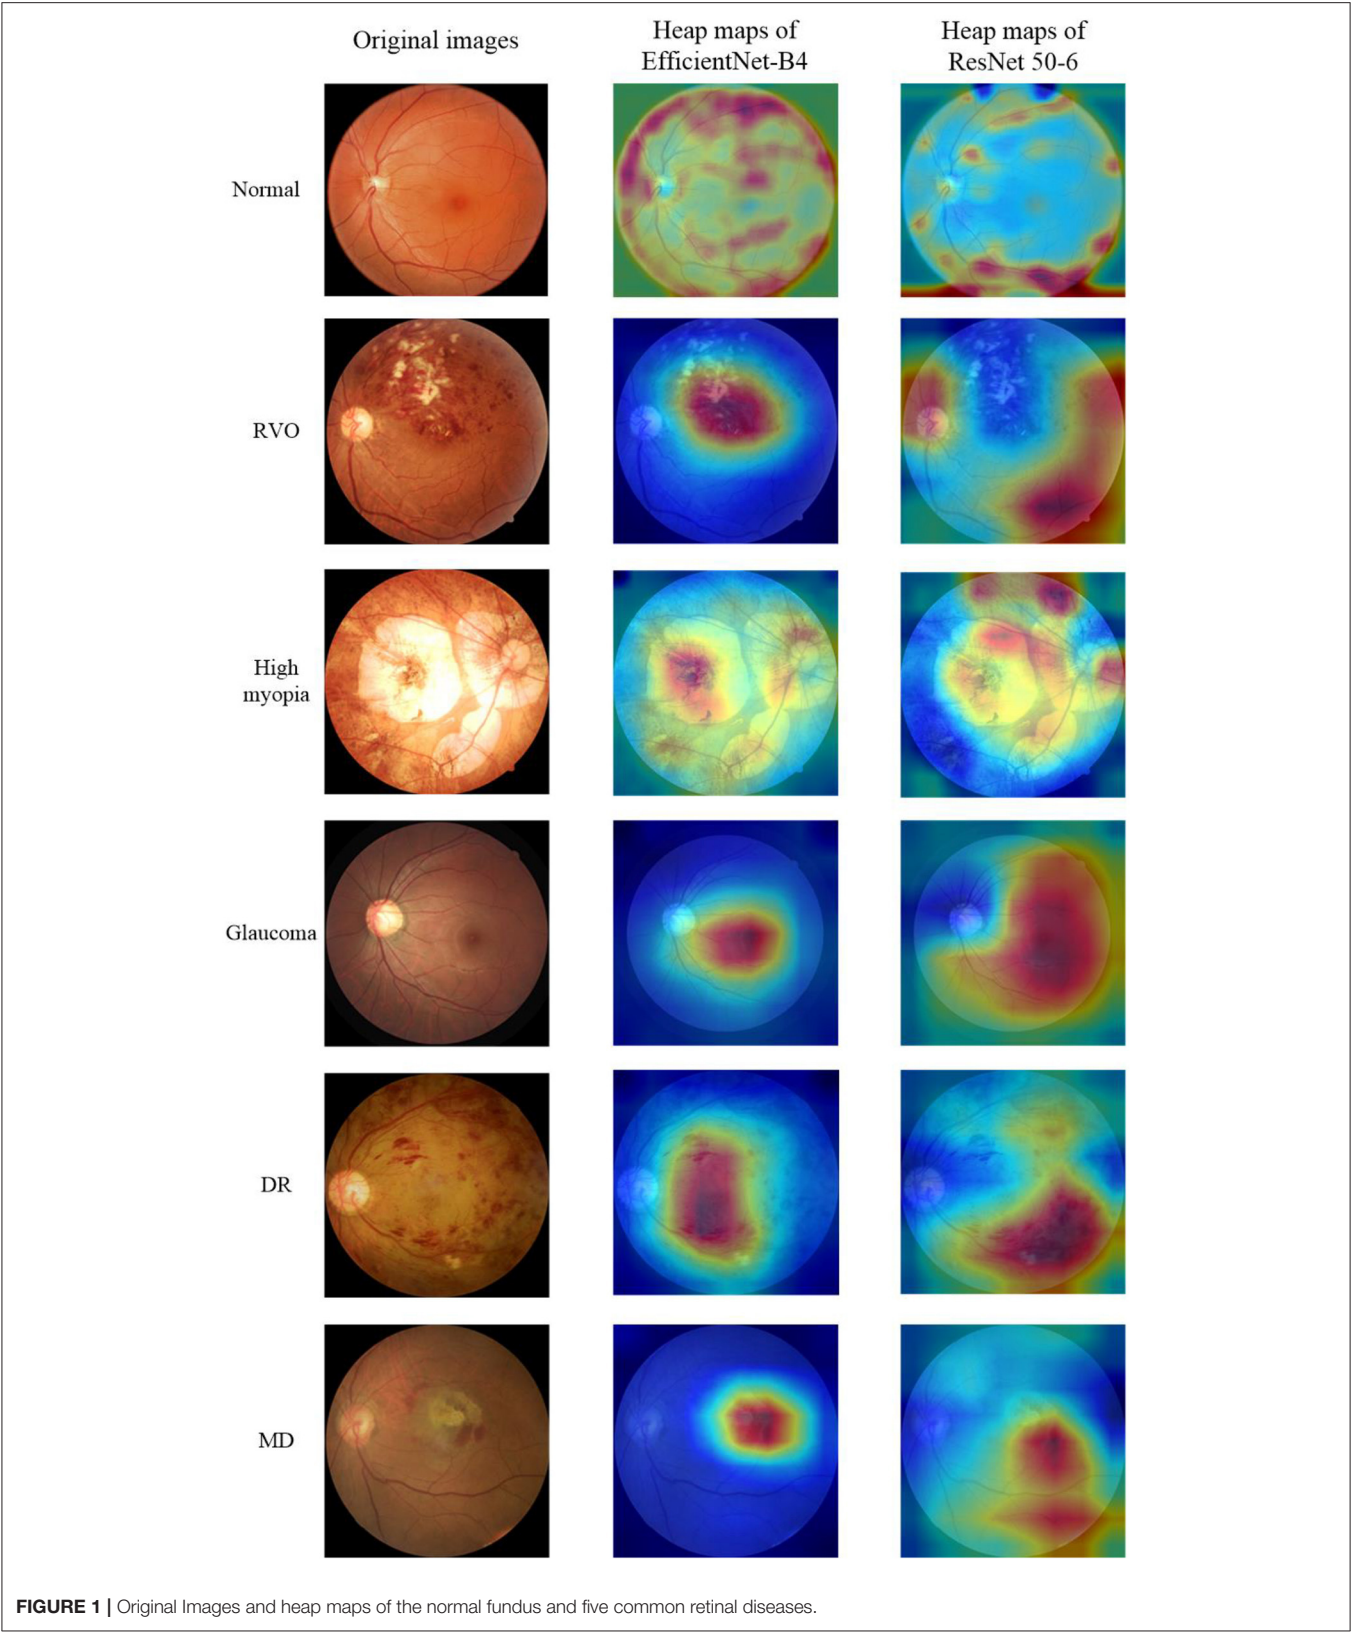 Original images
Heap maps of
EfficientNet-B4
Heap maps of
ResNet 50-6
Normal
RVO
High
myopia
Glaucoma
DR
MD
FIGURE 1 | Original Images and heap maps of the normal fundus and five common retinal diseases.